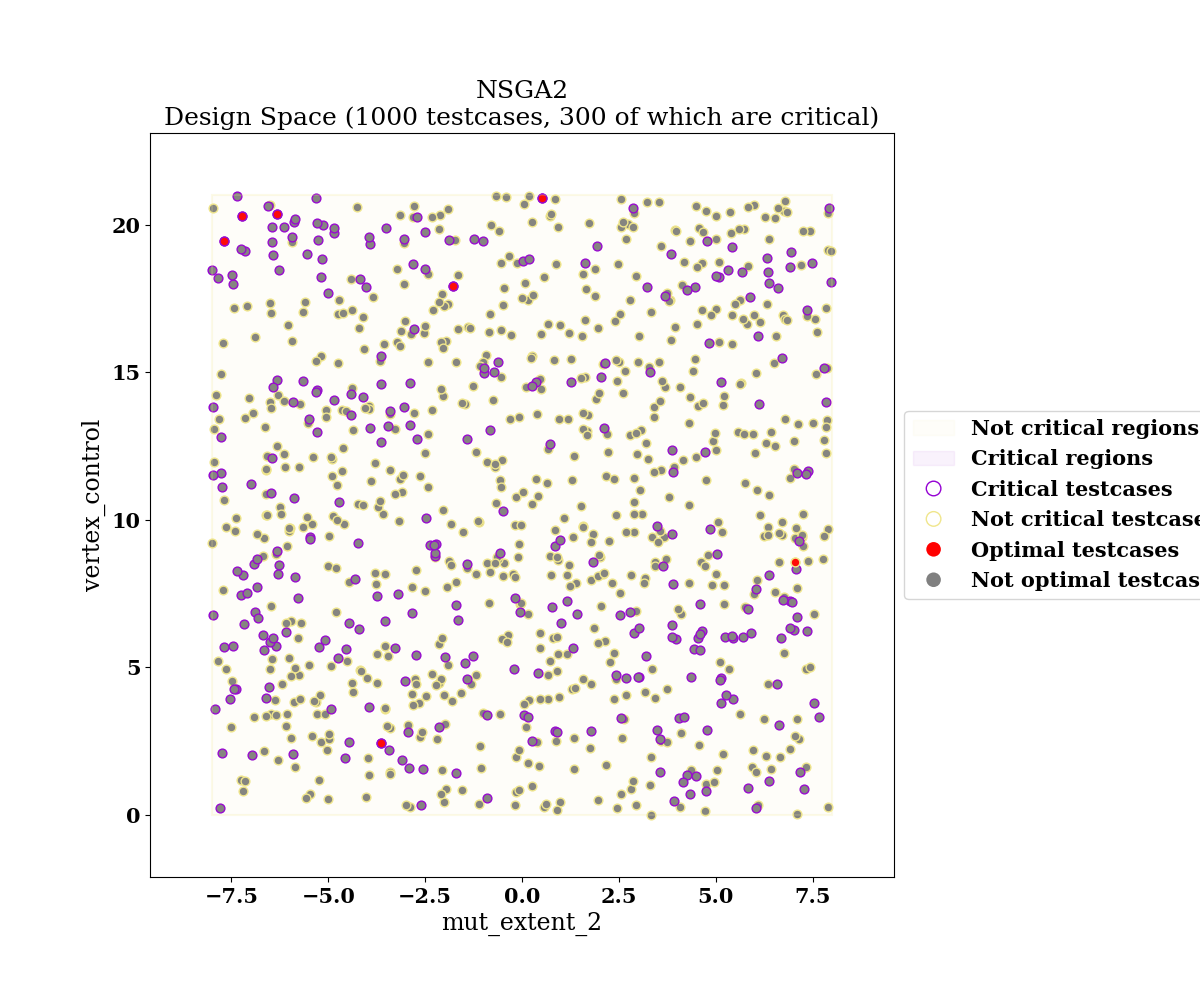 NSGA2
Design Space (1000 testcases, 300 of which are critical)
vertex_control
20
15
10
5
0
−7.5 −5.0 −2.5 0.0 2.5 5.0 7.5
mut_extent_2
Not critical regions
Critical regions
Critical testcases
Not critical testcase
Optimal testcases
Not optimal testcas